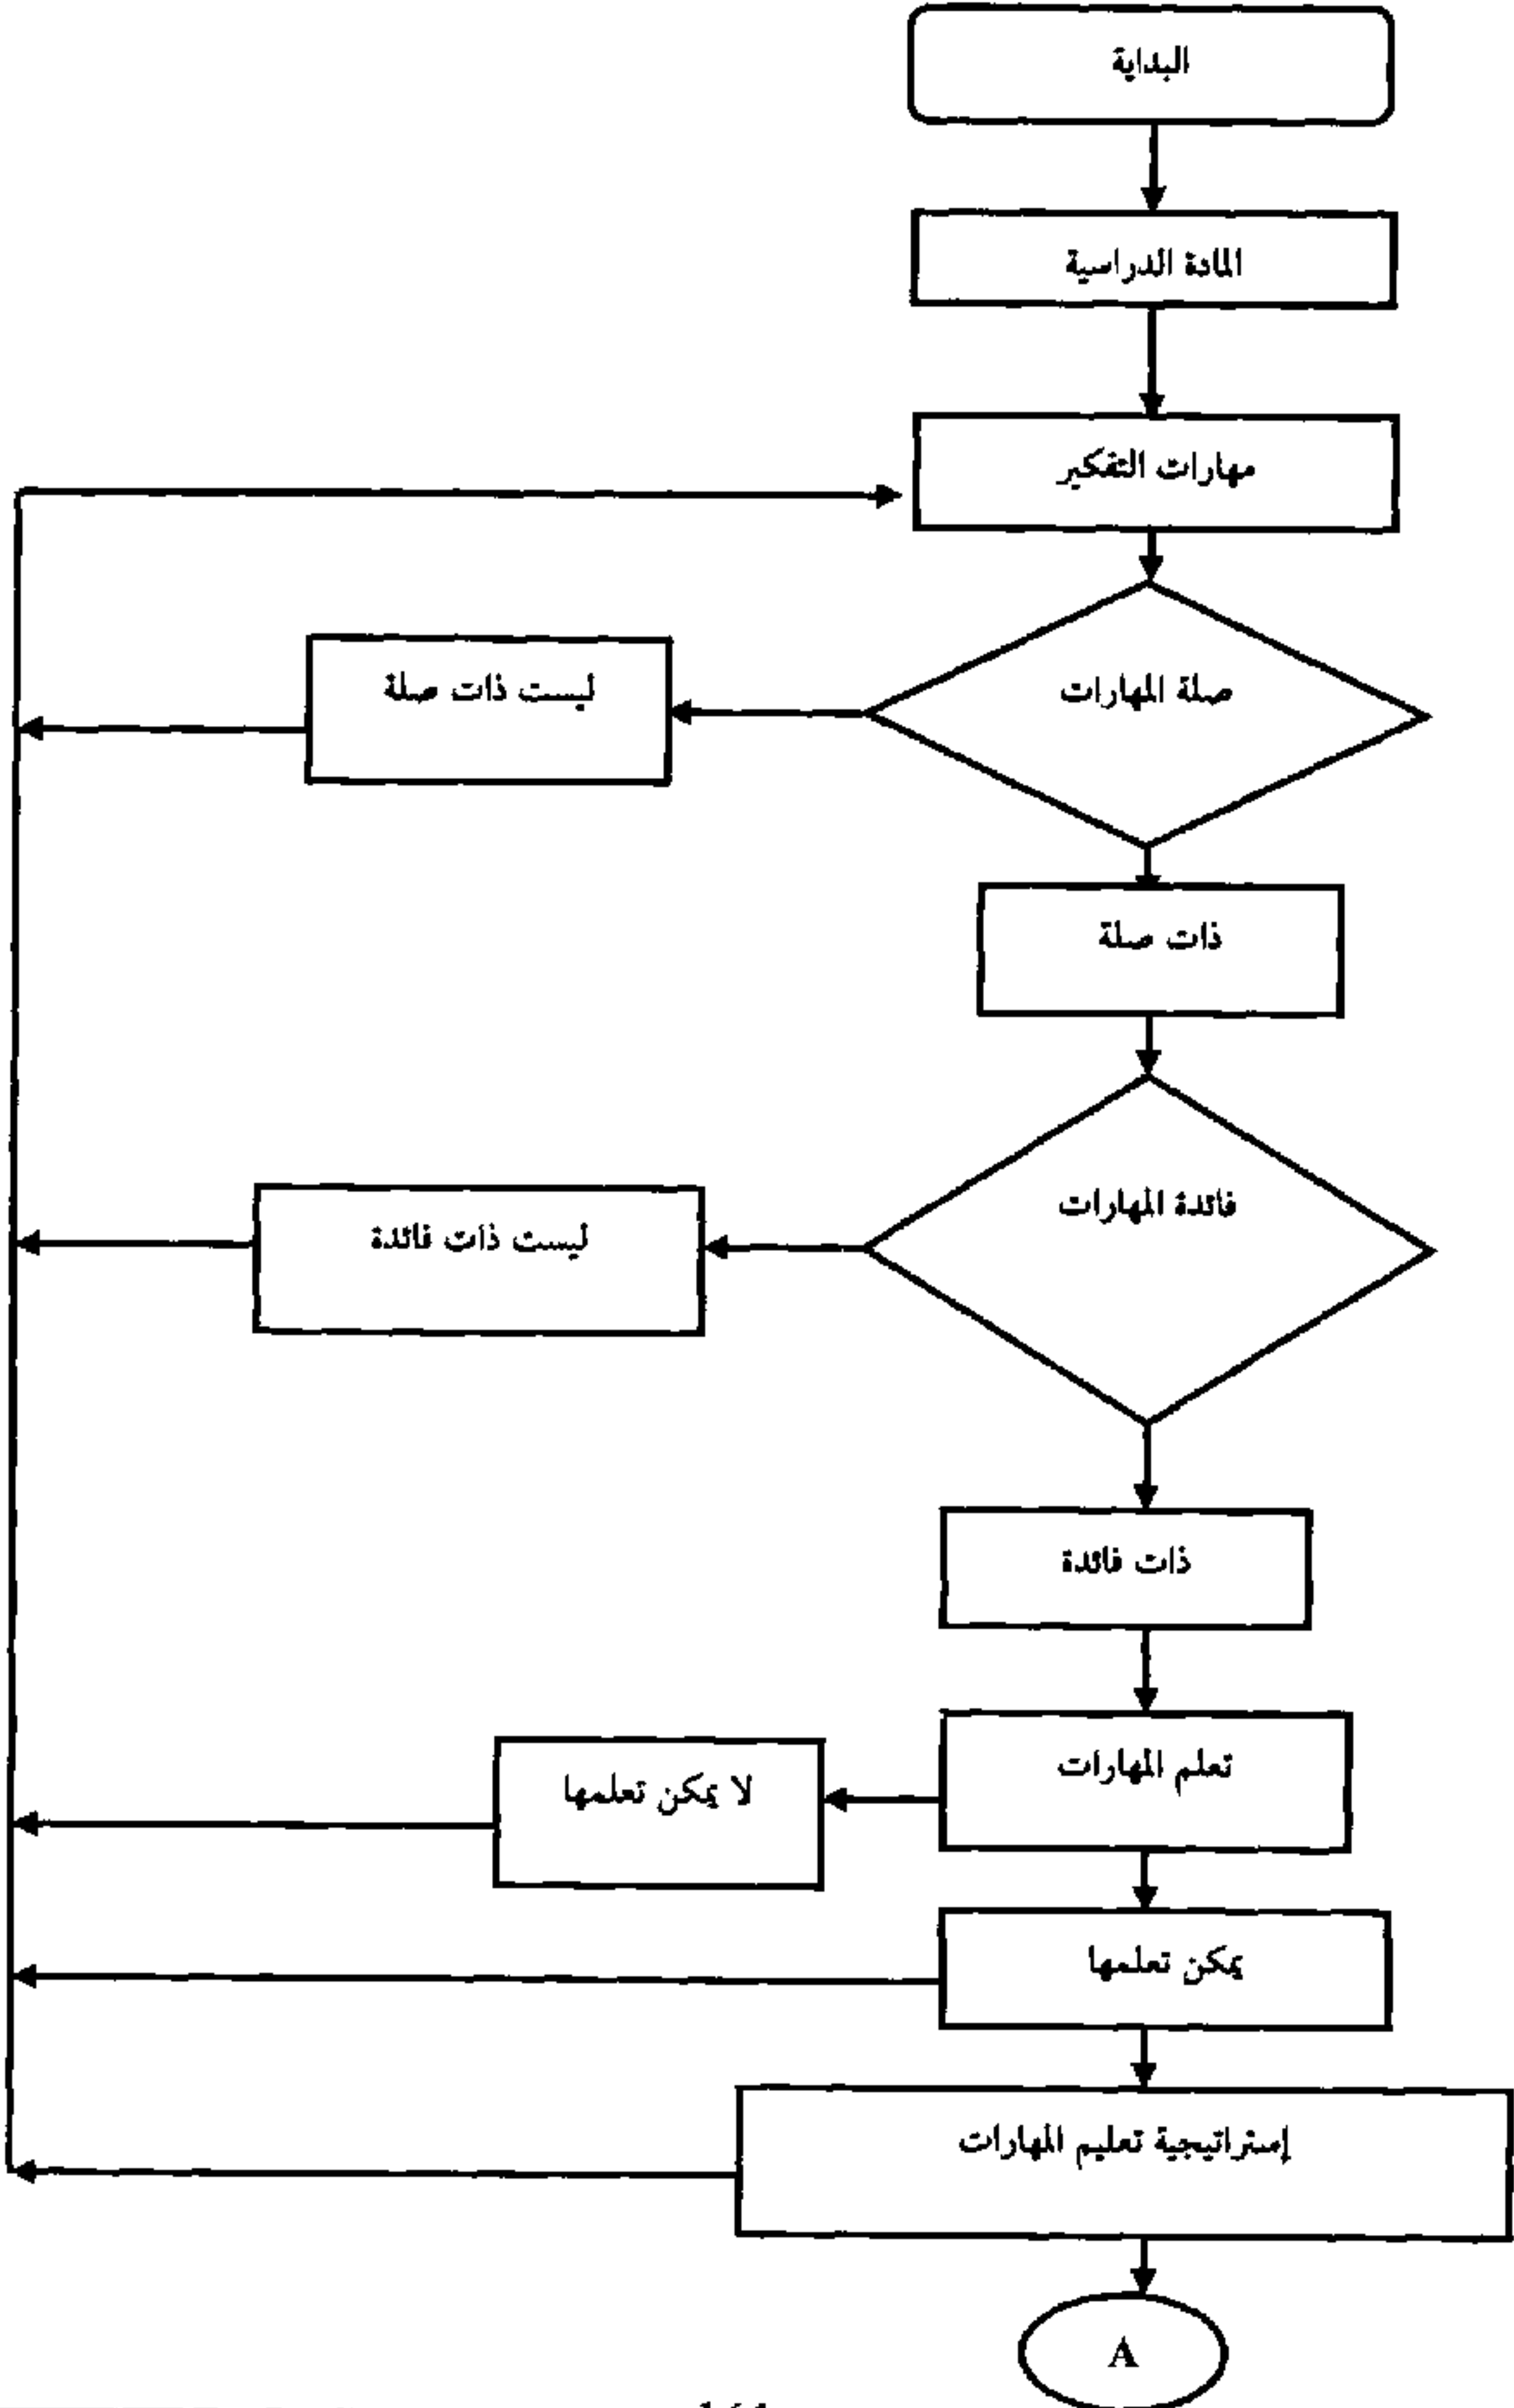 البداية
المادة الدراسية
مهارات التفكير
صلة المهارات
ليست ذات صلة
ذات صلة
فائدة المهارات
ليست ذات فائدة
ذات فائدة
تعلم المهارات
لا يمكن تعلمها
يمكن تعلمها
إستراتيجية تعليم المهارات
A